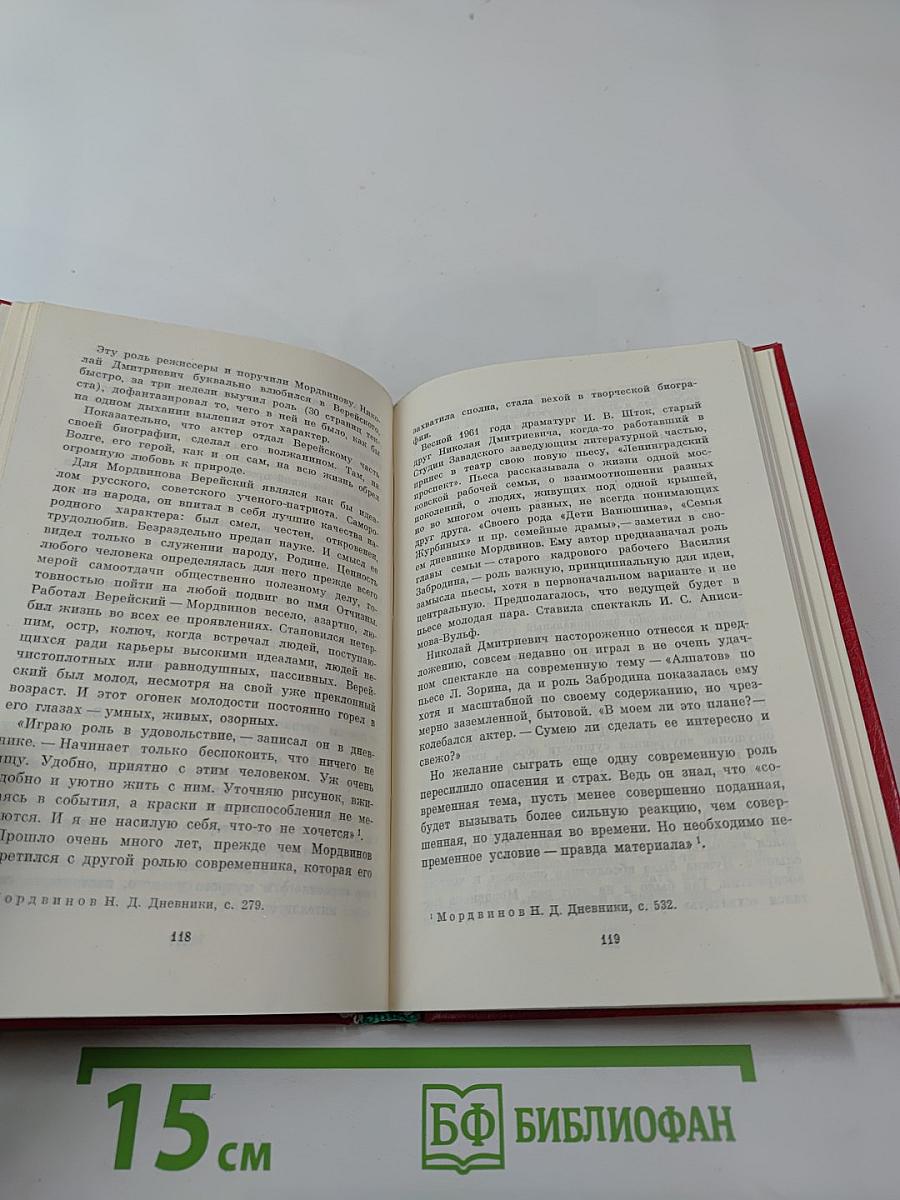 Эту роль режиссеры и поручили Мордвинову. Нико-
лай Дмитриевич буквально влюбился в Верейского,
быстро, за три недели выучил роль (30 страниц тек-
ста), дофантазировал то, чего в ней не было, как бы
на одном дыхании вылепил этот характер.
Показательно, что актер отдал Верейскому часть
своей биографии, сделал его волжанином. Там, на
Волге, его герой, как и он сам, на всю жизнь обрел
огромную любовь к природе.
Для Мордвинова Верейский являлся как бы идеа-
лом русского, советского ученого-патриота. Саморо-
док из народа, он впитал в себя лучшие качества на-
родного характера: был смел, честен, откровенен,
трудолюбив. Безраздельно предан науке. И смысл ее
видел только в служении народу, Родине. Ценность
любого человека определялась для него прежде всего
мерой самоотдачи общественно полезному делу, го-
товностью пойти на любой подвиг во имя Отчизны.
Работал Верейский — Мордвинов весело, азартно, лю-
бил жизнь во всех ее проявлениях. Становился нетер-
пим, остр, колюч, когда встречал людей, поступаю-
щихся ради карьеры высокими идеалами, людей не-
чистоплотных или равнодушных, пассивных. Верей-
ский был молод, несмотря на свой уже преклонный
возраст. И этот огонек молодости постоянно горел в
его глазах — умных, живых, озорных.
«Играю роль в удовольствие, — записал он в днев-
нике. — Начинает только беспокоить, что ничего не
ищу. Удобно, приятно с этим человеком. Уж очень
добно и уютно жить с ним. Уточняю рисунок, вжи-
аясь в события, а краски и приспособления не ме-
аются. И я не насилую себя, что-то не хочется»¹.
Прошло очень много лет, прежде чем Мордвинов
ретился с другой ролью современника, которая его
ордвинов Н. Д. Дневники, с. 279.
118
захватила сполна, стала вехой в творческой биогра-
фии.
Весной 1961 года драматург И. В. Шток, старый
друг Николая Дмитриевича, когда-то работавший в
Студии Завадского заведующим литературной частью,
принес в театр свою новую пьесу, «Ленинградский
проспект». Пьеса рассказывала о жизни одной мос-
ковской рабочей семьи, о взаимоотношении разных
поколений, о людях, живущих под одной крышей,
но во многом очень разных, не всегда понимающих
друг друга. «Своего рода «Дети Ванюшина», «Семья
Журбиных» и пр. семейные драмы», — заметил в сво-
ем дневнике Мордвинов. Ему автор предназначал роль
главы семьи — старого кадрового рабочего Василия
Забродина, — роль важную, принципиальную для идеи,
замысла пьесы, хотя в первоначальном варианте и не
центральную. Предполагалось, что ведущей будет в
пьесе молодая пара. Ставила спектакль И. С. Аниси-
мова-Вульф.
Николай Дмитриевич настороженно отнесся к пред-
ложению, совсем недавно он играл в не очень удач-
ном спектакле на современную тему — «Алпатов» по
пьесе Л. Зорина, да и роль Забродина показалась ему
хотя и масштабной по своему содержанию, но чрез-
мерно заземленной, бытовой. «В моем ли это плане? —
колебался актер. — Сумею ли сделать ее интересно и
свежо?»
Но желание сыграть еще одну современную роль
пересилило опасения и страх. Ведь он знал, что «со-
временная тема, пусть менее совершенно поданная,
будет вызывать более сильную реакцию, чем совер-
шенная, но удаленная во времени. Но необходимо не-
пременное условие — правда материала»¹.
¹ Мордвинов Н. Д. Дневники, с. 532.
119
15 см
БФ БИБЛИОФАН